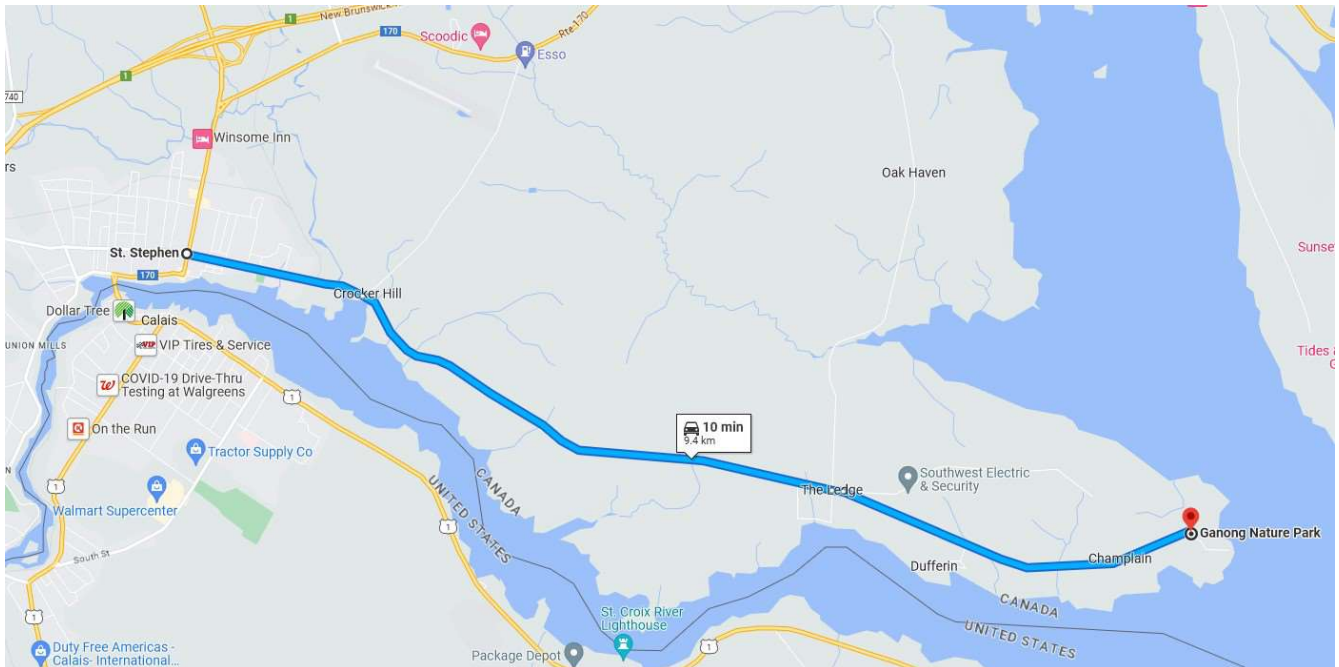 New Brunswick
1
170
Rte 170
Scoodic
Esso
1
740
Winsome Inn
rs
Oak Haven
St. Stephen
170
Crocker Hill
Dollar Tree
Calais
UNION MILLS
VIP
VIP Tires & Service
COVID-19 Drive-Thru
Testing at Walgreens
On the Run
1
Tractor Supply Co
Walmart Supercenter
1
South St
1
UNITED STATES
CANADA
1
10 min
9.4 km
The Ledge
Southwest Electric
& Security
Ganong Nature Park
Champlain
Dufferin
CANADA
UNITED STATES
St. Croix River
Lighthouse
1
Package Depot
Duty Free Americas -
Calais- International...
Sunse
Tides
G